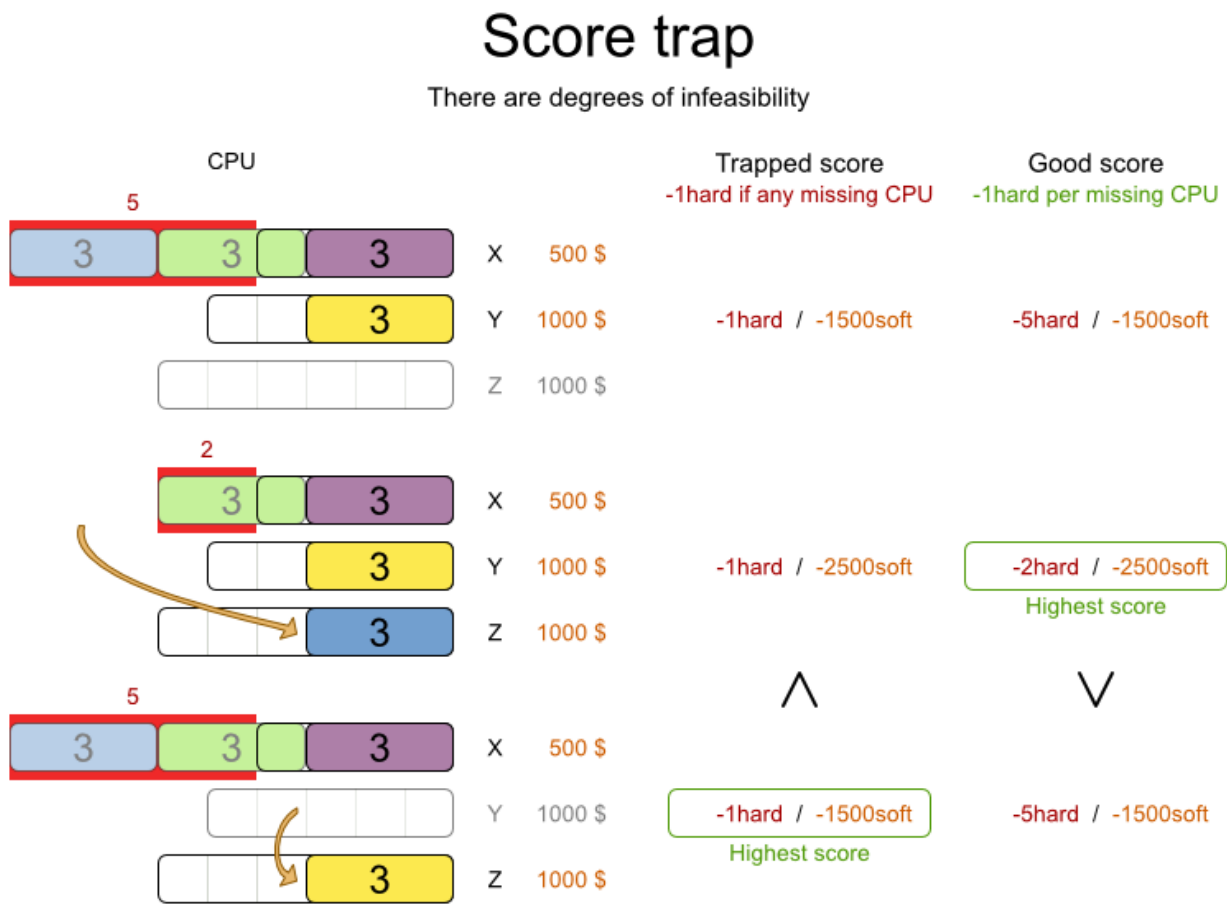 Score trap
There are degrees of infeasibility
CPU Trapped score Good score
-1hard if any missing CPU -1hard per missing CPU
5
3 3 3 X 500 $
3 Y 1000 $ -1hard / -1500soft -5hard / -1500soft
Z 1000 $
2
3 3 X 500 $
3 Y 1000 $ -1hard / -2500soft -2hard / -2500soft
Highest score
3 Z 1000 $
5
3 3 3 X 500 $
Y 1000 $ -1hard / -1500soft -5hard / -1500soft
Highest score
3 Z 1000 $